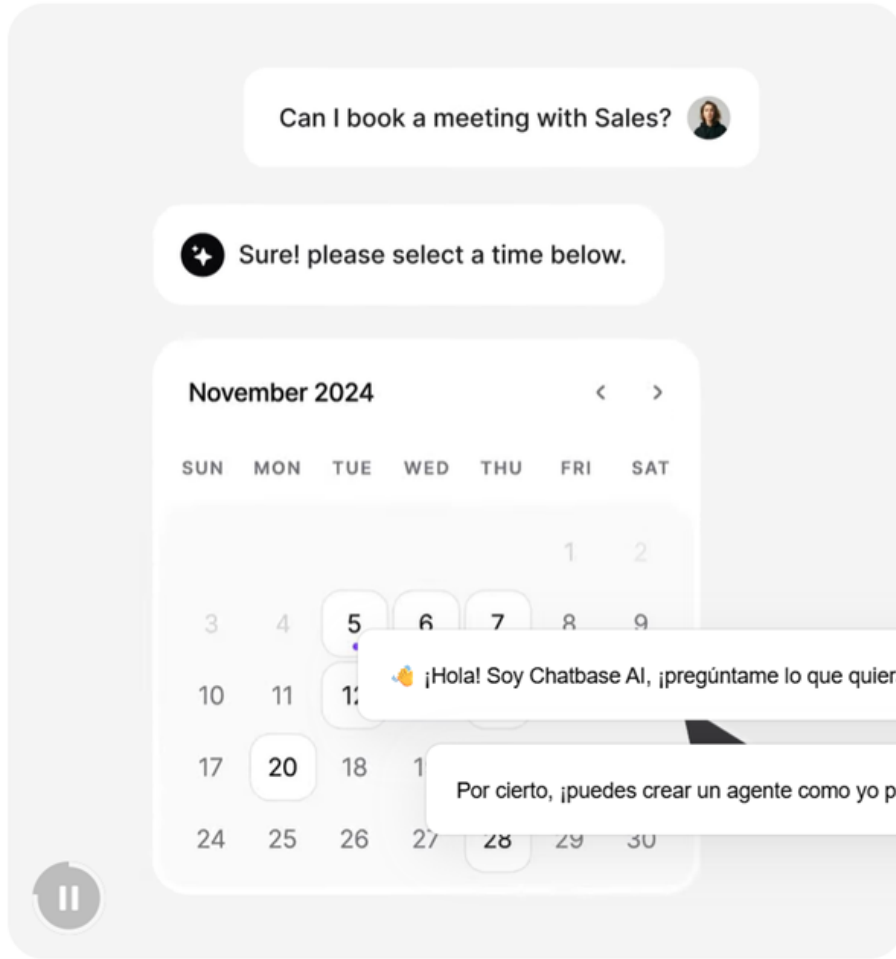 Can I book a meeting with Sales?
Sure! please select a time below.
November 2024
SUN MON TUE WED THU FRI SAT
1 2
3 4 5 6 7 8 9
👋 ¡Hola! Soy Chatbase AI, ¡pregúntame lo que
10 11
17 20 18
Por cierto, ¡puedes crear un agente como yo
24 25 26 27 28 29 30